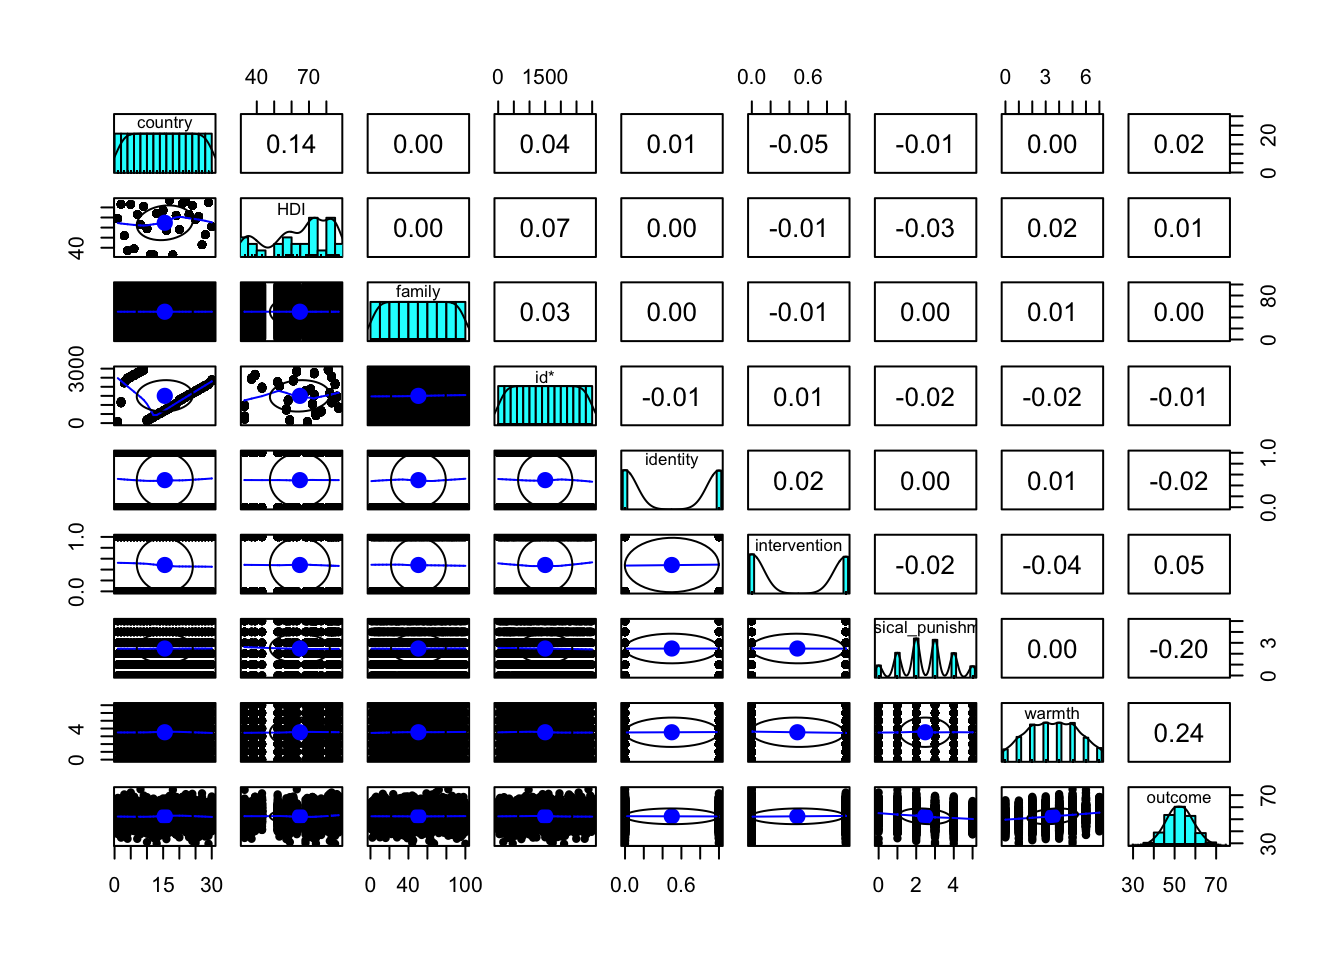 40 70 0 1500 0.0 0.6 0 3 6
country 0.14 0.00 0.04 0.01 -0.05 -0.01 0.00 0.02 0 20
40 HDI 0.00 0.07 0.00 -0.01 -0.03 0.02 0.01
family 0.03 0.00 -0.01 0.00 0.01 0.00 0 80
0 3000 id* -0.01 0.01 -0.02 -0.02 -0.01
identity 0.02 0.00 0.01 -0.02 0.0 1.0
0.0 1.0 intervention -0.02 -0.04 0.05
sical_punishm 0.00 -0.20 0 3
0 4 warmth 0.24
outcome 30 70
0 15 30 0 40 100 0.0 0.6 0 2 4 30 50 70